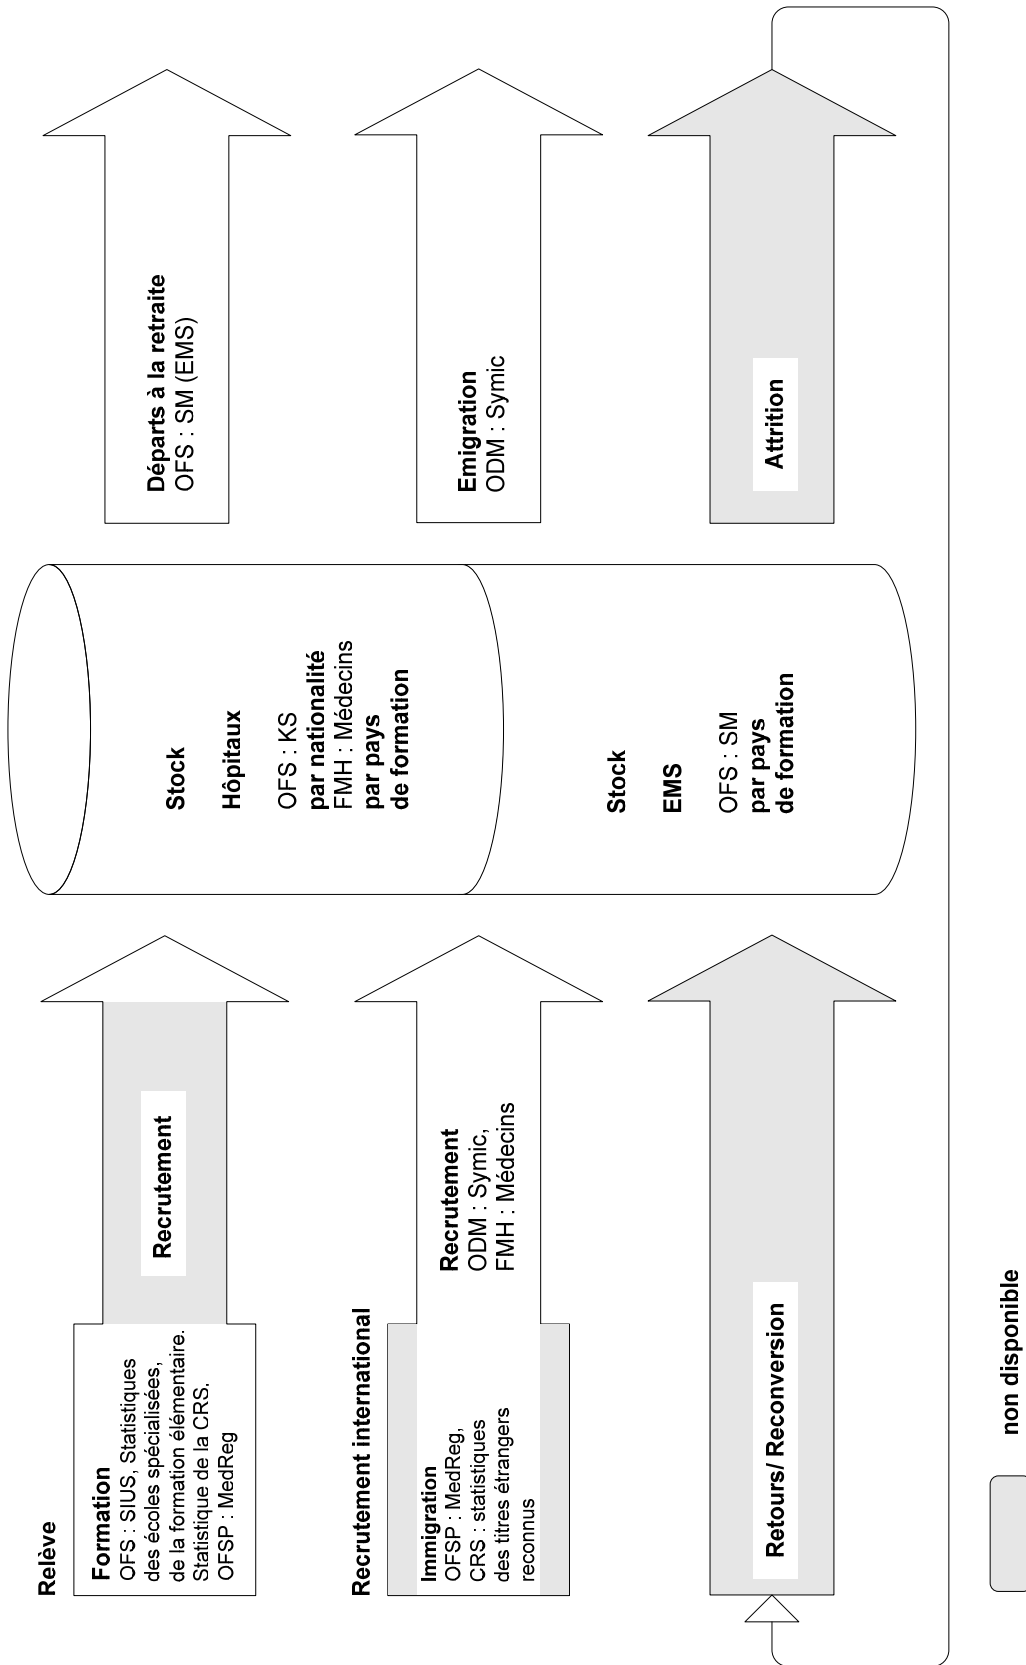 Relève
Formation
OFS : SIUS, Statistiques
des écoles spécialisées,
de la formation élémentaire.
Statistique de la CRS.
OFSP : MedReg
Recrutement
Recrutement international
Immigration
OFSP : MedReg,
CRS : statistiques
des titres étrangers
reconnus
Recrutement
ODM : Symic,
FMH : Médecins
Retours/ Reconversion
Stock
Hôpitaux
OFS : KS
par nationalité
FMH : Médecins
par pays
de formation
Stock
EMS
OFS : SM
par pays
de formation
Départs à la retraite
OFS : SM (EMS)
Emigration
ODM : Symic
Attrition
non disponible